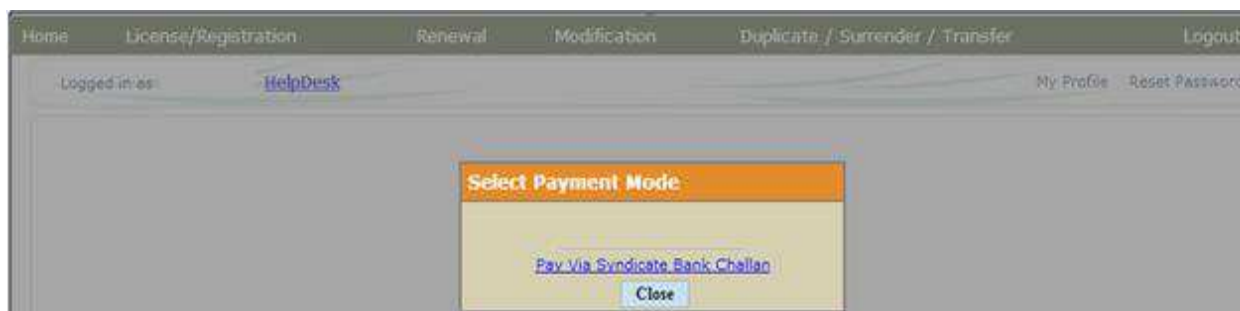 Home License/Registration Renewal Modification Duplicate / Surrender / Transfer Logout
Logged in as: HelpDesk My Profile Reset Password
Select Payment Mode
Pay Via Syndicate Bank Challan
Close